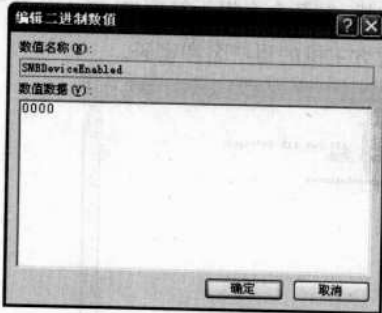 编辑二进制数值
数值名称(N):
SMBDeviceEnabled
数值数据(V):
0000
确定
取消